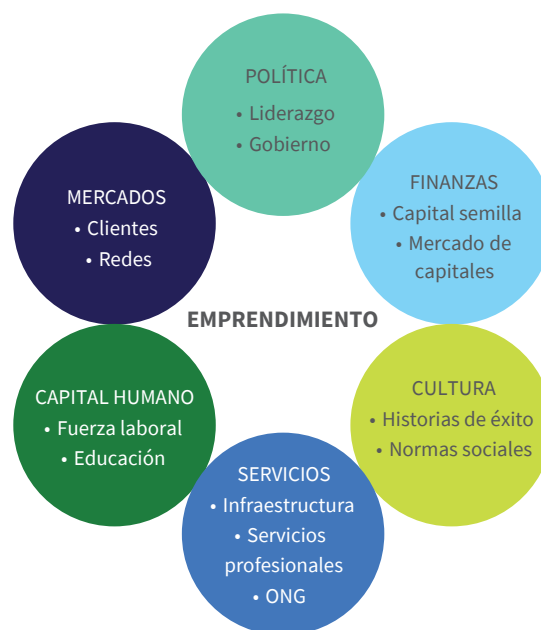 POLÍTICA
• Liderazgo
• Gobierno
FINANZAS
• Capital semilla
• Mercado de
capitales
CULTURA
• Historias de éxito
• Normas sociales
SERVICIOS
• Infraestructura
• Servicios
profesionales
• ONG
CAPITAL HUMANO
• Fuerza laboral
• Educación
MERCADOS
• Clientes
• Redes
EMPRENDIMIENTO